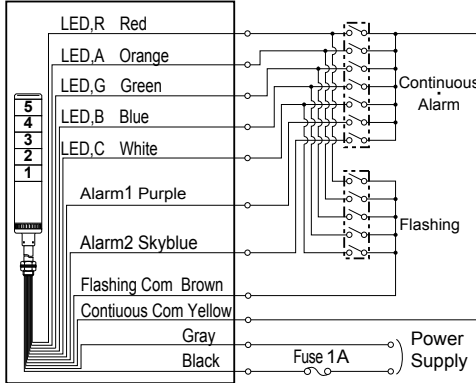 LED,R Red
LED,A Orange
LED,G Green
LED,B Blue
LED,C White
Alarm1 Purple
Alarm2 Skyblue
Flashing Com Brown
Contiuous Com Yellow
Gray
Black
5
4
3
2
1
Continuous
・
Alarm
Flashing
Fuse 1A
Power
Supply